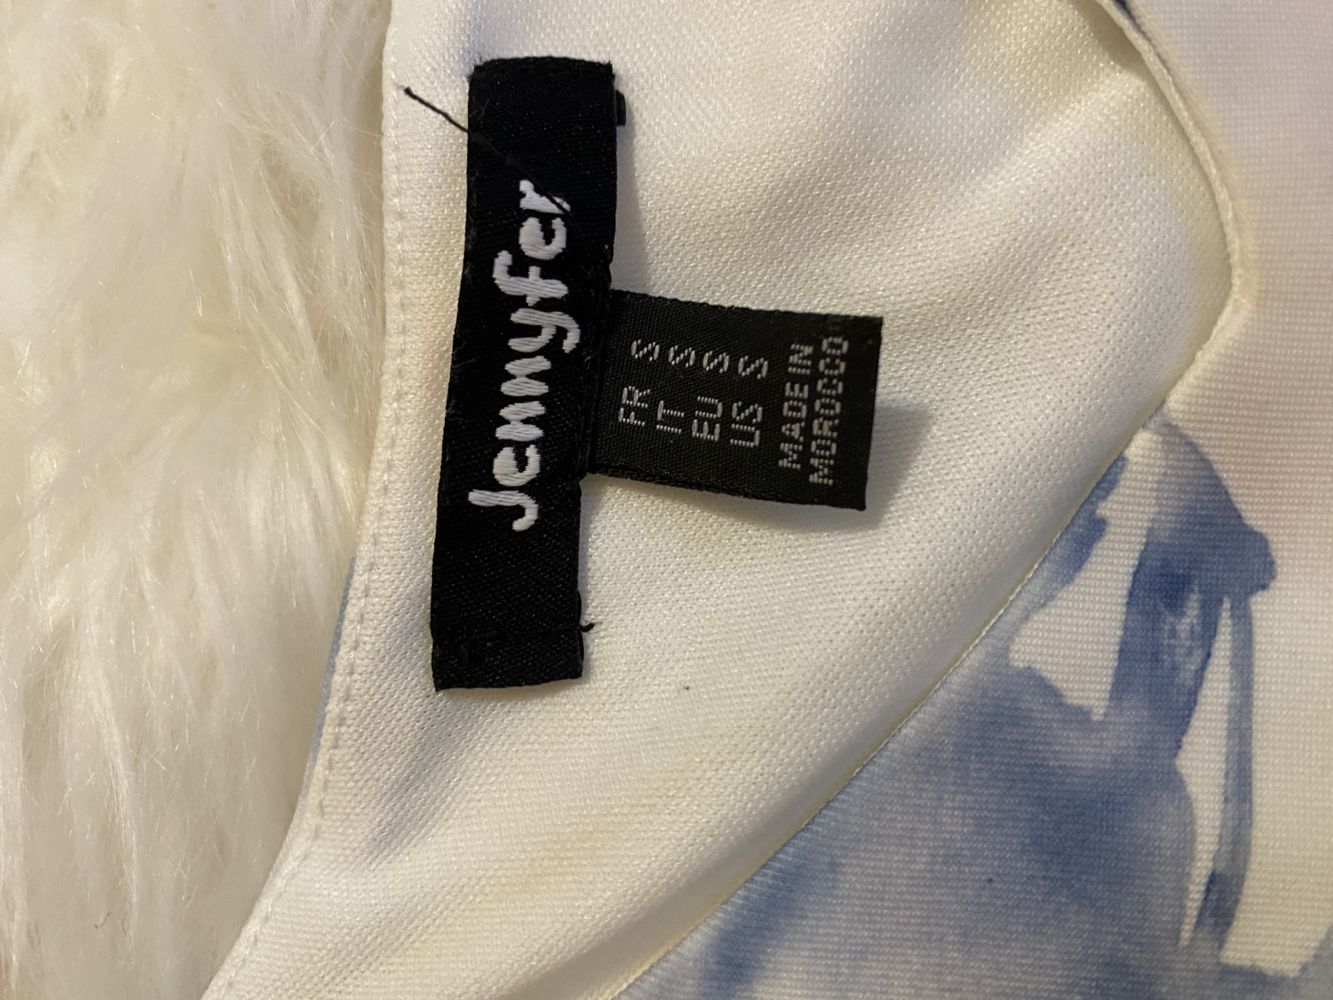 Jennyfer
FR S
IT S
EU S
US S
MADE IN
MOROCCO